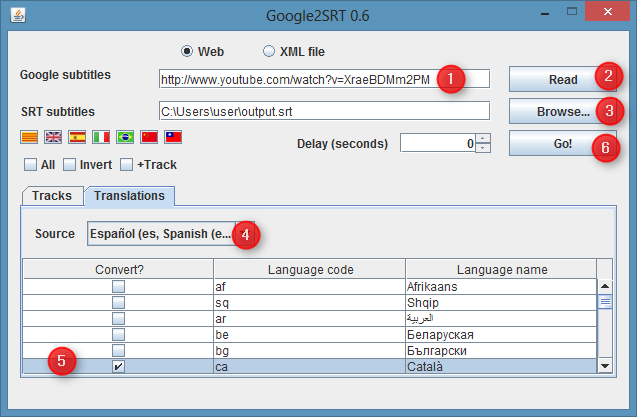 Google2SRT 0.6
Web XML file
Google subtitles http://www.youtube.com/watch?v=XraeBDMm2PM 1 Read 2
SRT subtitles C:\Users\user\output.srt Browse... 3
Delay (seconds) 0 Go! 6
All Invert +Track
Tracks Translations
Source Español (es, Spanish (e... 4
Convert? Language code Language name
af Afrikaans
sq Shqip
ar العربية
be Беларуская
bg Български
5 ca Català